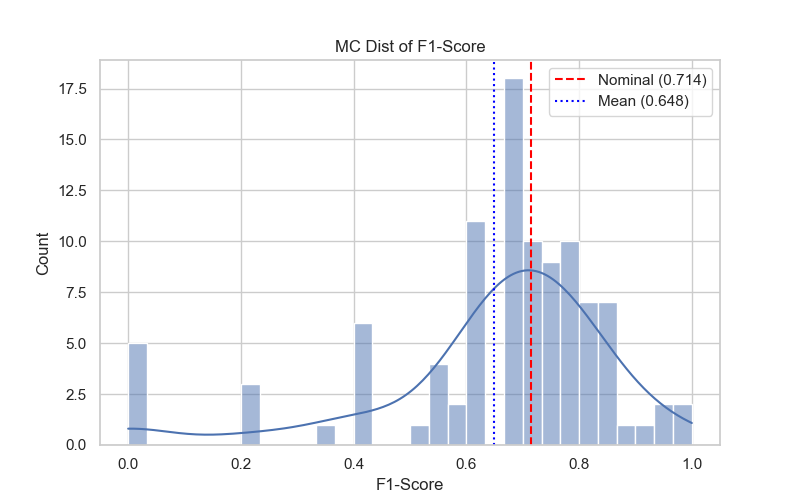 MC Dist of F1-Score
Nominal (0.714)
Mean (0.648)
17.5
15.0
12.5
10.0
7.5
5.0
2.5
0.0
Count
0.0 0.2 0.4 0.6 0.8 1.0
F1-Score